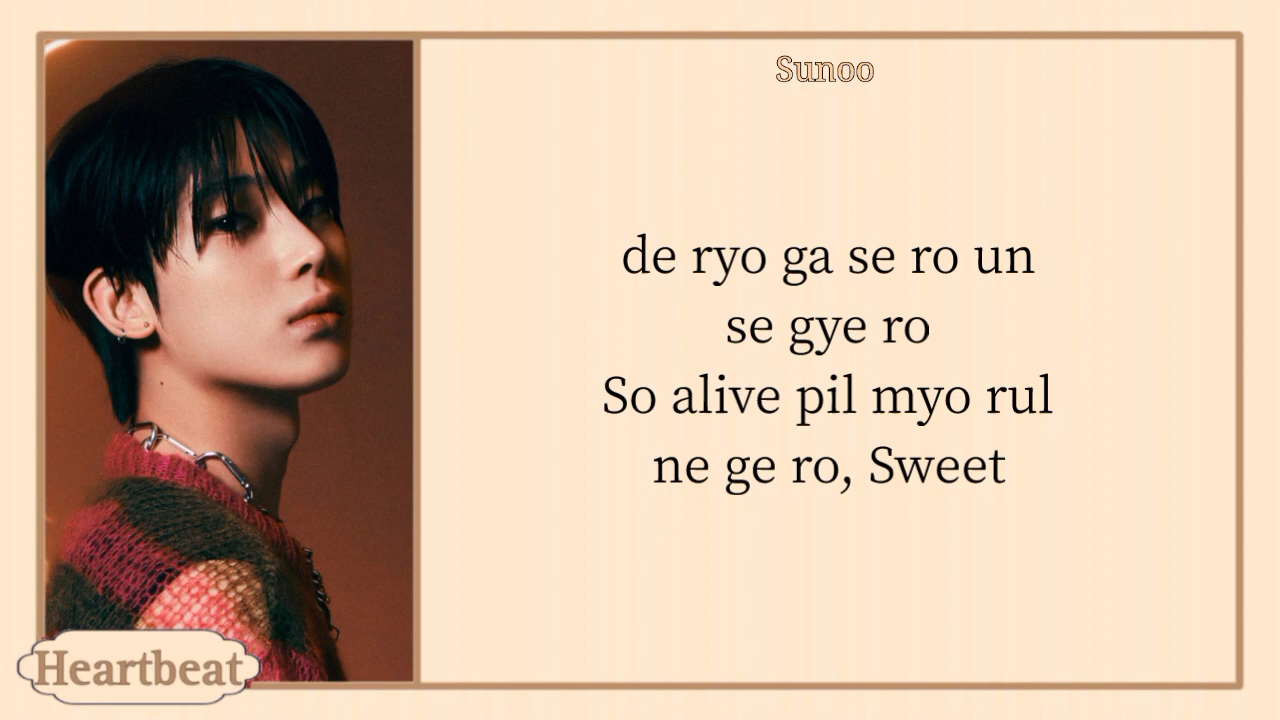 Sunoo
de ryo ga se ro un
se gye ro
So alive pil myo rul
ne ge ro, Sweet
Heartbeat